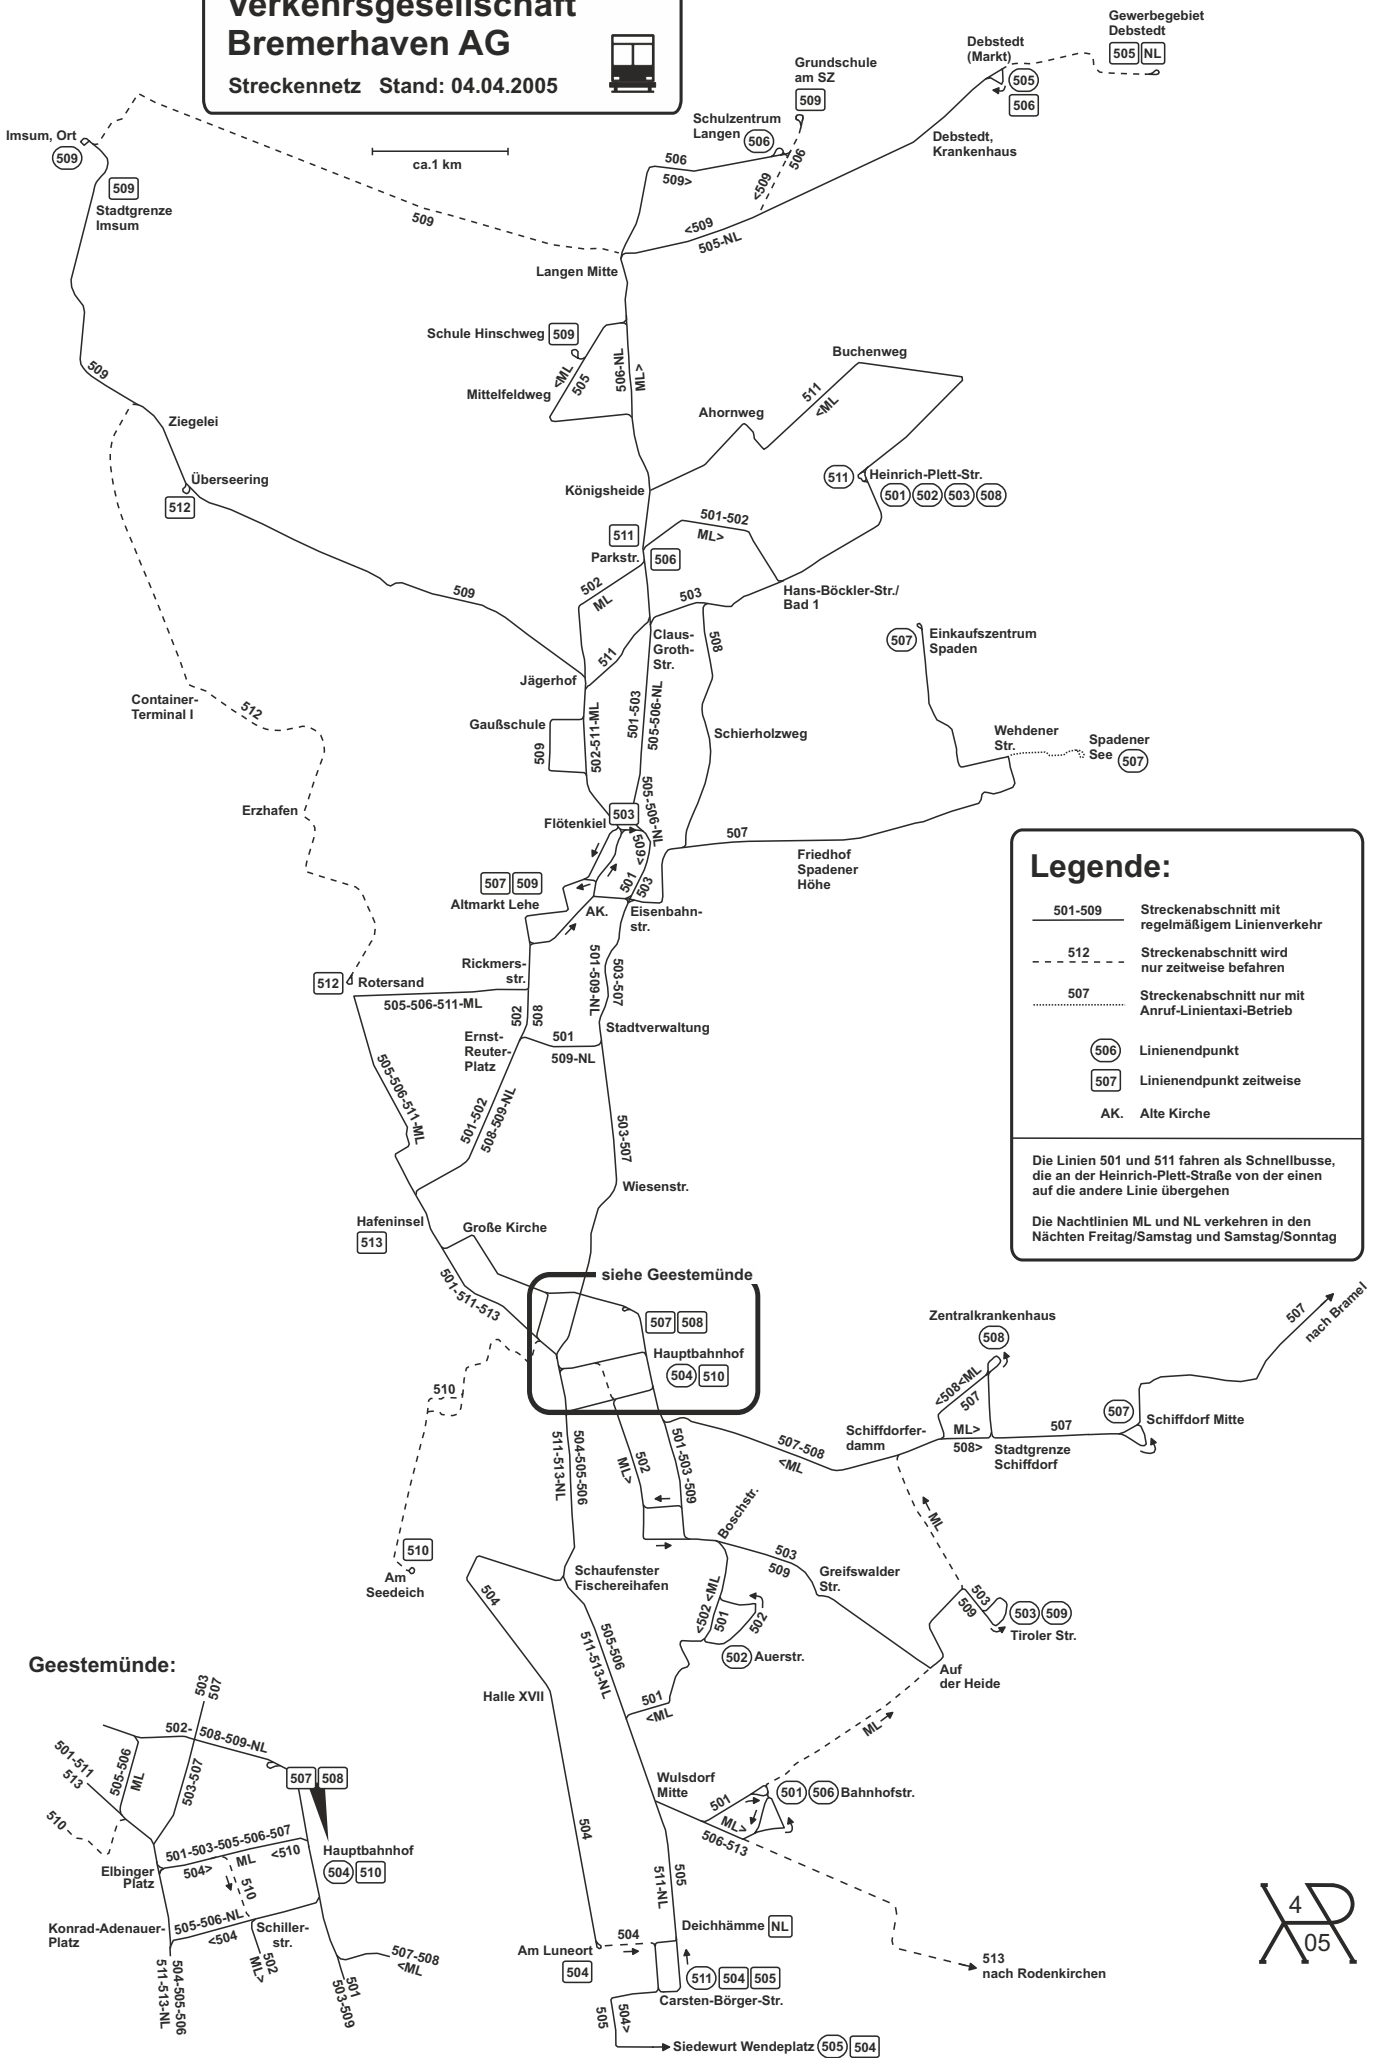 Verkehrsgesellschaft
Bremerhaven AG
Streckennetz Stand: 04.04.2005
Gewerbegebiet
Debstedt
505 NL
Debstedt
(Markt)
505
506
Grundschule
am SZ
509
Schulzentrum
Langen 506
Debstedt,
Krankenhaus
Imsum, Ort
509
509
Stadtgrenze
Imsum
ca.1 km
506
509>
506
<509
<509
505-NL
509
Langen Mitte
Schule Hinschweg 509
<ML
505
506-NL
ML>
Mittelfeldweg
509
Ziegelei
Überseering
512
Buchenweg
511
<ML
Ahornweg
Königsheide
511 Heinrich-Plett-Str.
501 502 503 508
511
Parkstr. 506
501-502
ML>
502
ML
509
503
Hans-Böckler-Str./
Bad 1
Claus-
Groth-
Str.
508
511
Jägerhof
507 Einkaufszentrum
Spaden
Container-
Terminal I
512
Gaußschule
509
502-511-ML
501-503
505-506-NL
Schierholzweg
Wehdener
Str.
Spadener
See 507
Erzhafen
503
Flötenkiel
505-506-NL
509>
501
503
507
Friedhof
Spadener
Höhe
507 509
Altmarkt Lehe
AK.
Eisenbahn-
str.
Rickmers-
str.
512 Rotersand
505-506-511-ML
502
508
501-509-NL
503-507
Stadtverwaltung
Ernst-
Reuter-
Platz
501
509-NL
505-506-511-ML
501-502
508-509-NL
503-507
Wiesenstr.
Legende:
501-509 Streckenabschnitt mit
regelmäßigem Linienverkehr
512 Streckenabschnitt wird
nur zeitweise befahren
507 Streckenabschnitt nur mit
Anruf-Linientaxi-Betrieb
506 Linienendpunkt
507 Linienendpunkt zeitweise
AK. Alte Kirche
Die Linien 501 und 511 fahren als Schnellbusse,
die an der Heinrich-Plett-Straße von der einen
auf die andere Linie übergehen
Die Nachtlinien ML und NL verkehren in den
Nächten Freitag/Samstag und Samstag/Sonntag
Hafeninsel
513
Große Kirche
501-511-513
siehe Geestemünde
507 508
Hauptbahnhof
504 510
510
510
Am
Seedeich
Zentralkrankenhaus
508
<508<ML
507
ML>
508>
507
nach Bramel
507
Schiffdorf Mitte
507
Stadtgrenze
Schiffdorf
Schiffdorfer-
damm
507-508
<ML
511-513-NL
504-505-506
502
ML>
501-503-509
Boschstr.
503
509
Greifswalder
Str.
ML
Schaufenster
Fischereihafen
504
<502 <ML
501
502
502 Auerstr.
503
509
503 509
Tiroler Str.
Auf
der Heide
505-506
511-513-NL
501
<ML
Halle XVII
ML
Wulsdorf
Mitte
501
ML>
506-513
501 506 Bahnhofstr.
504
505
511-NL
Deichhämme NL
504
Am Luneort
504
511 504 505
Carsten-Börger-Str.
505
504>
Siedewurt Wendeplatz 505 504
513
nach Rodenkirchen
Geestemünde:
503
507
502-
508-509-NL
501-511
513
505-506
ML
503-507
507 508
510
501-503-505-506-507
504>
ML
<510
Hauptbahnhof
504 510
Elbinger
Platz
510
Konrad-Adenauer-
Platz
505-506-NL
<504
Schiller-
str.
502
ML>
507-508
<ML
511-513-NL
504-505-506
501
503-509
4
05